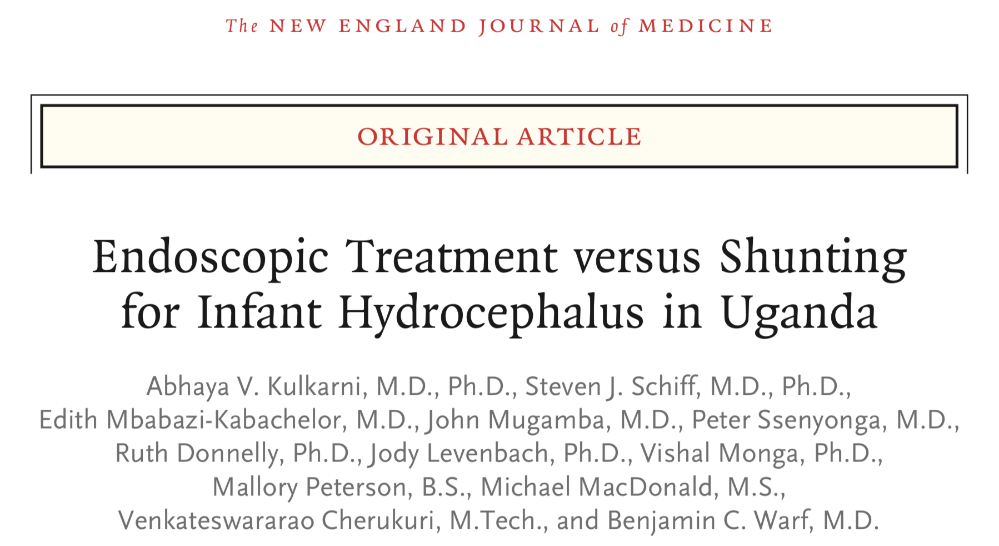 The NEW ENGLAND JOURNAL of MEDICINE
ORIGINAL ARTICLE
Endoscopic Treatment versus Shunting
for Infant Hydrocephalus in Uganda
Abhaya V. Kulkarni, M.D., Ph.D., Steven J. Schiff, M.D., Ph.D.,
Edith Mbabazi-Kabachelor, M.D., John Mugamba, M.D., Peter Ssenyonga, M.D.,
Ruth Donnelly, Ph.D., Jody Levenbach, Ph.D., Vishal Monga, Ph.D.,
Mallory Peterson, B.S., Michael MacDonald, M.S.,
Venkateswararao Cherukuri, M.Tech., and Benjamin C. Warf, M.D.